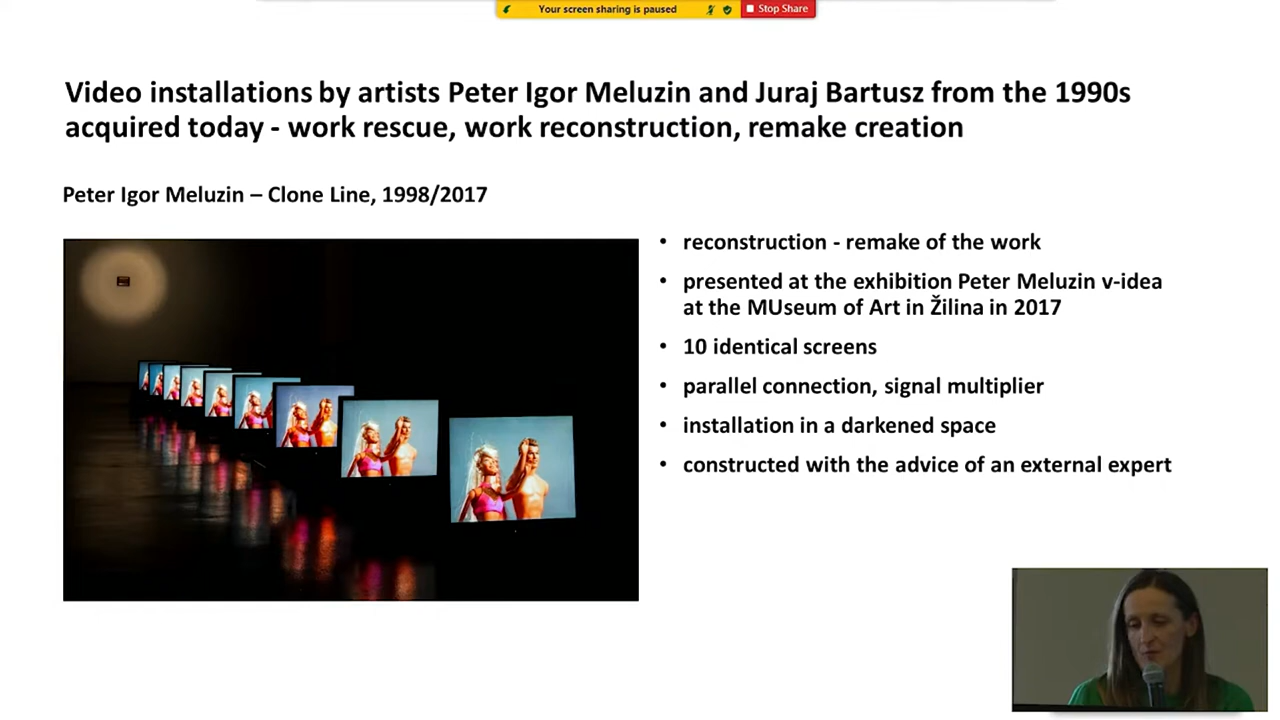 Your screen sharing is paused
Stop Share
Video installations by artists Peter Igor Meluzin and Juraj Bartusz from the 1990s
acquired today - work rescue, work reconstruction, remake creation
Peter Igor Meluzin – Clone Line, 1998/2017
• reconstruction - remake of the work
• presented at the exhibition Peter Meluzin v-idea
at the MUseum of Art in Žilina in 2017
• 10 identical screens
• parallel connection, signal multiplier
• installation in a darkened space
• constructed with the advice of an external expert